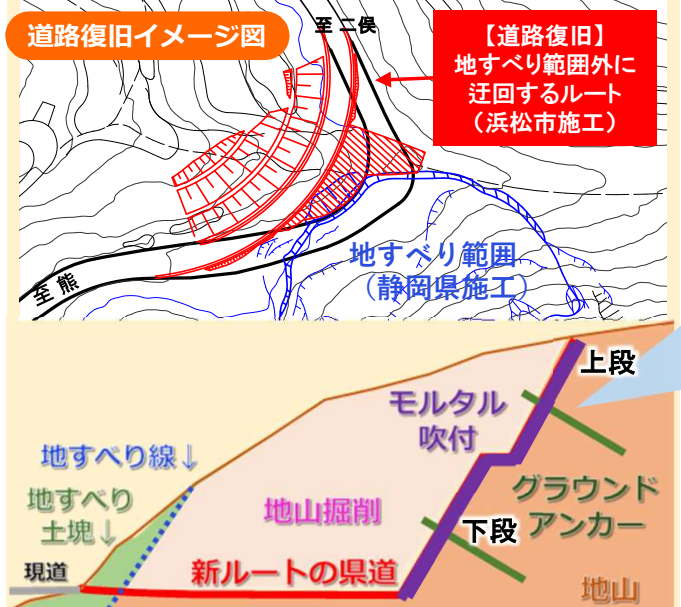 道路復旧イメージ図
至 二俣
【道路復旧】
地すべり範囲外に
迂回するルート
（浜松市施工）
地すべり範囲
（静岡県施工）
至 熊
上段
モルタル
吹付
地すべり線↓
地すべり
土塊↓
地山掘削
グラウンド
アンカー
下段
現道
新ルートの県道
地山